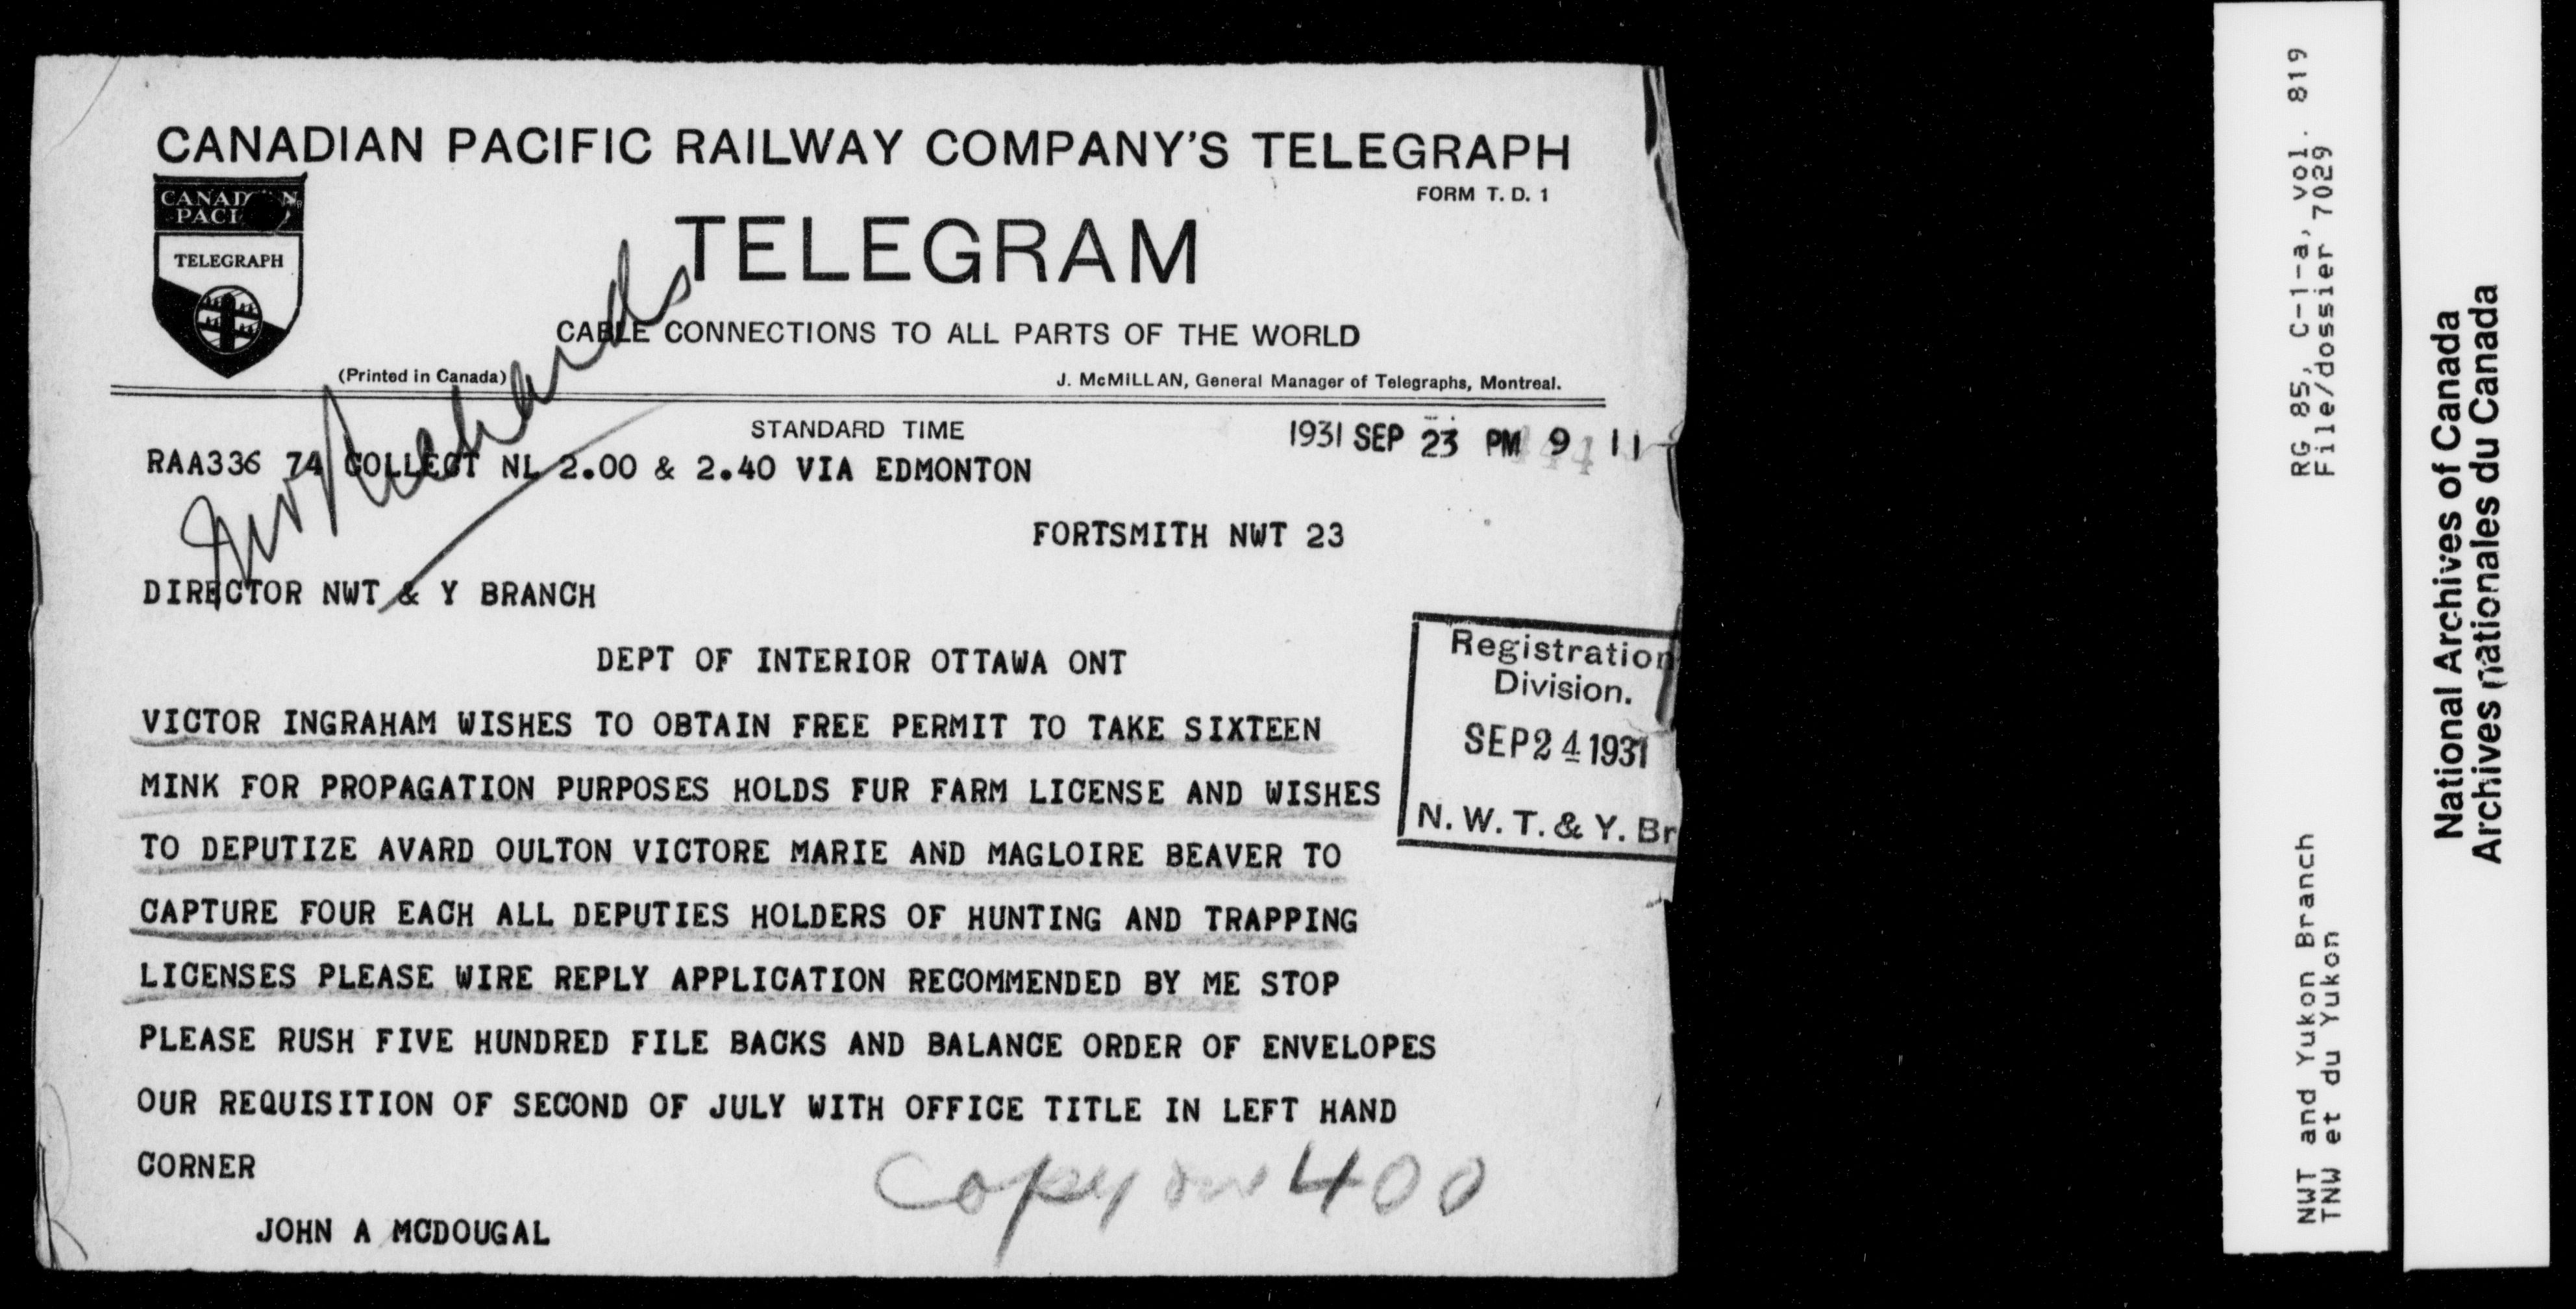 CANADIAN PACIFIC RAILWAY COMPANY'S TELEGRAPH
FORM T. D. 1
TELEGRAPH
TELEGRAM
CABLE CONNECTIONS TO ALL PARTS OF THE WORLD
(Printed in Canada)
J. McMILLAN, General Manager of Telegraphs, Montreal.
STANDARD TIME
1931 SEP 23 PM 9 11
RAA336 74 COLLECT NL 2.00 & 2.40 VIA EDMONTON
FORTSMITH NWT 23
DIRECTOR NWT & Y BRANCH
DEPT OF INTERIOR OTTAWA ONT
VICTOR INGRAHAM WISHES TO OBTAIN FREE PERMIT TO TAKE SIXTEEN
MINK FOR PROPAGATION PURPOSES HOLDS FUR FARM LICENSE AND WISHES
TO DEPUTIZE AVARD OULTON VICTORE MARIE AND MAGLOIRE BEAVER TO
CAPTURE FOUR EACH ALL DEPUTIES HOLDERS OF HUNTING AND TRAPPING
LICENSES PLEASE WIRE REPLY APPLICATION RECOMMENDED BY ME STOP
PLEASE RUSH FIVE HUNDRED FILE BACKS AND BALANCE ORDER OF ENVELOPES
OUR REQUISITION OF SECOND OF JULY WITH OFFICE TITLE IN LEFT HAND
CORNER
JOHN A MCDOUGAL
Registration
Division.
SEP 24 1931
N. W. T. & Y. Br
Copy on 400
RG 85, C-1-a, vol. 819
File/dossier 7029
NWT and Yukon Branch
TNW et du Yukon
National Archives of Canada
Archives nationales du Canada